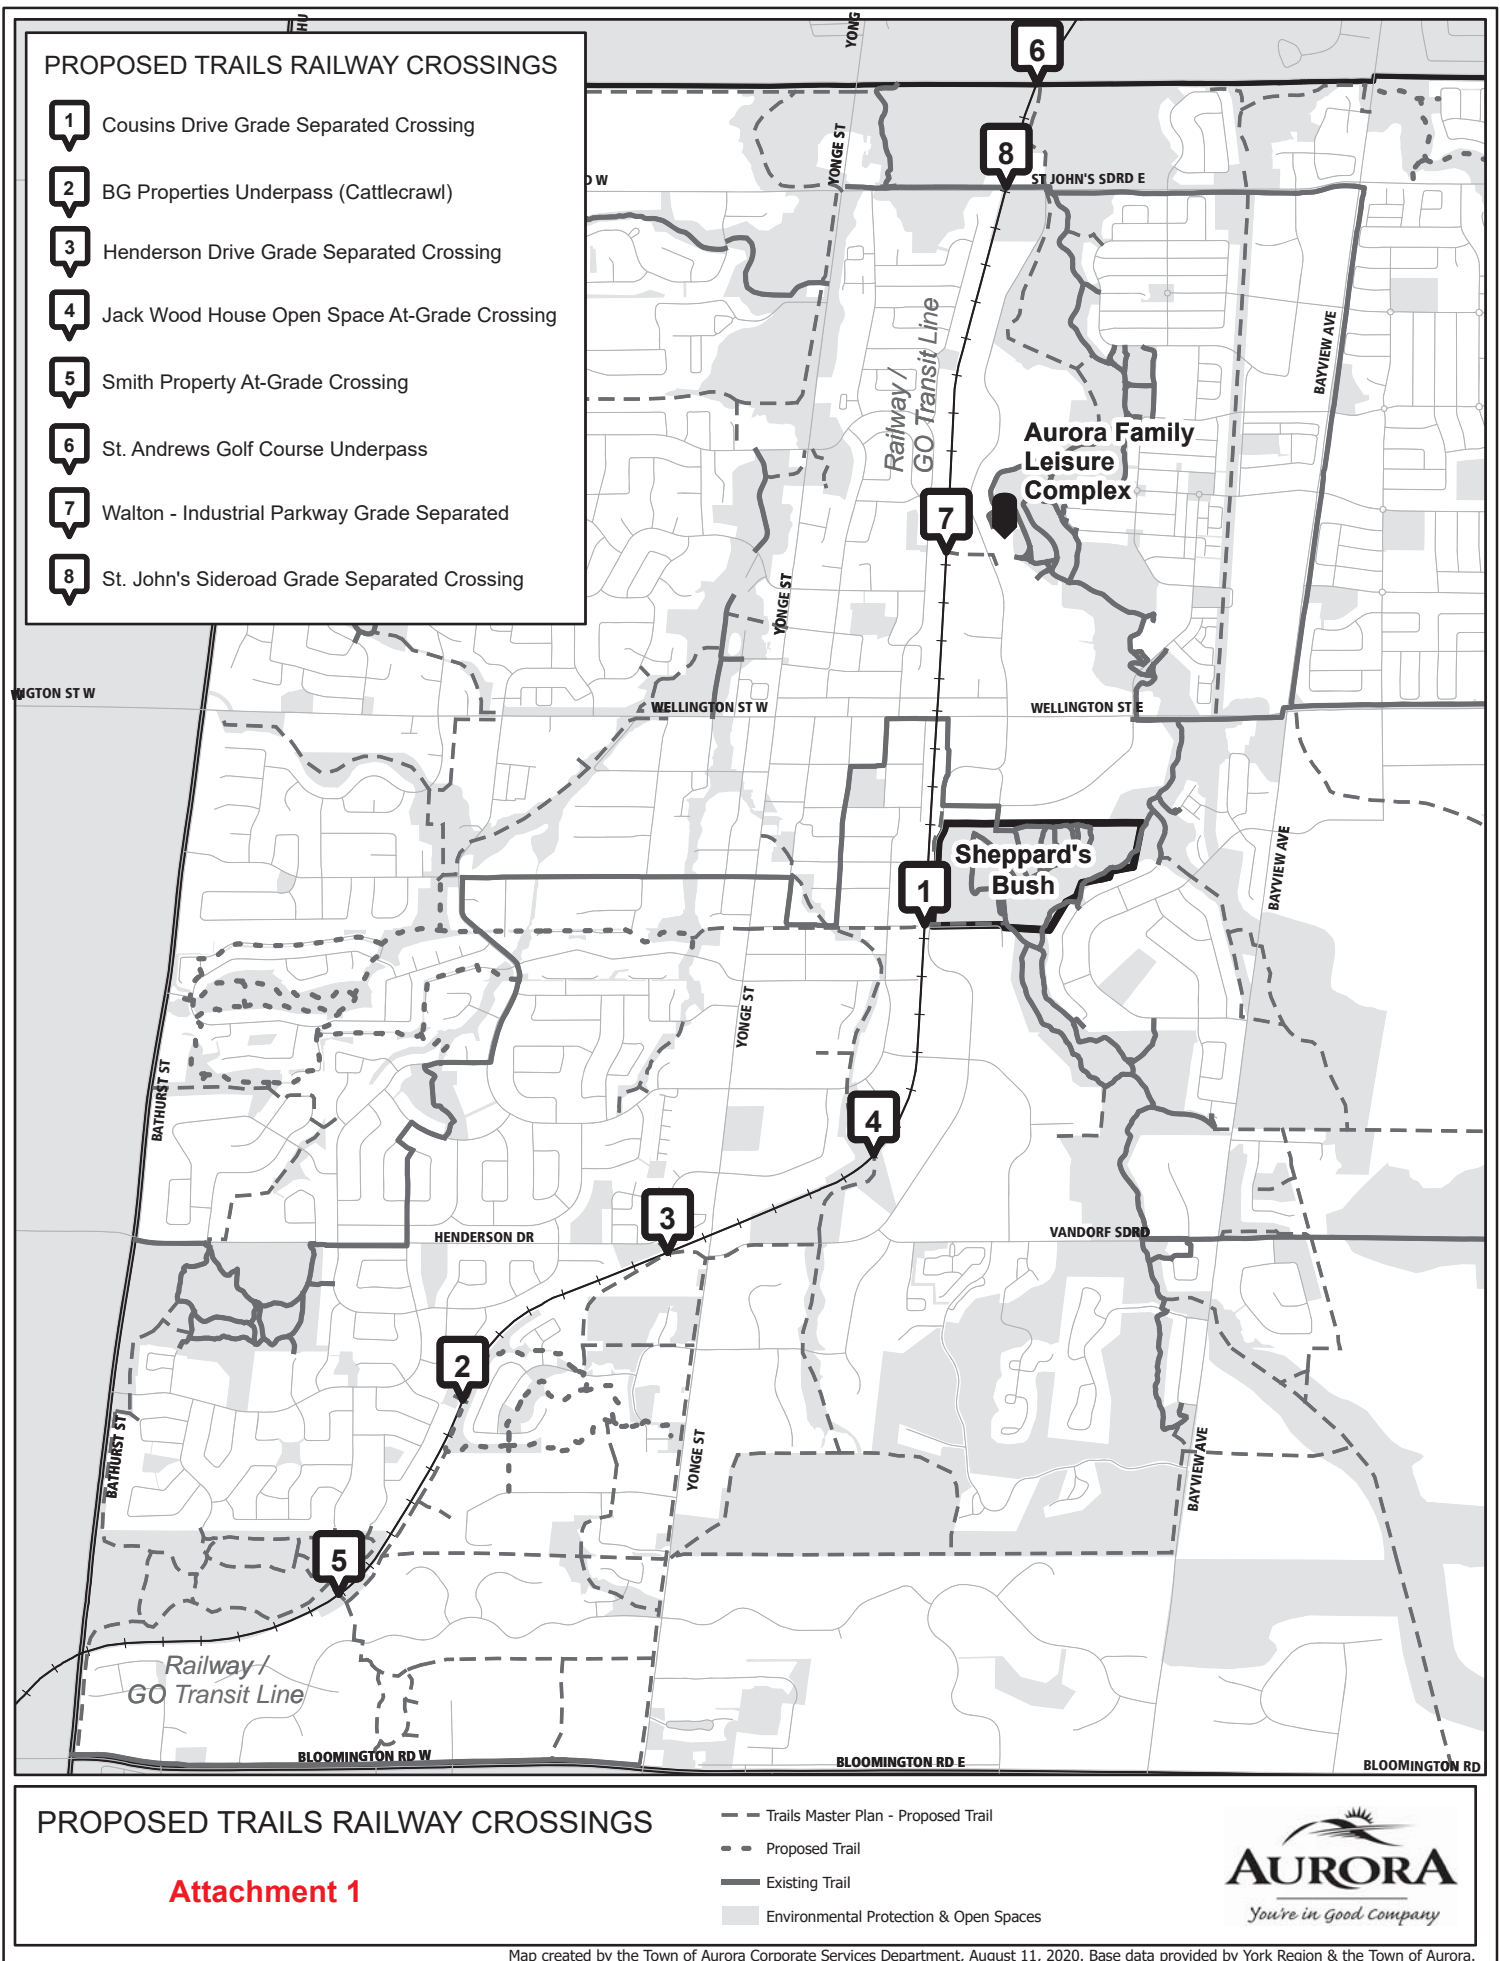 HU
YONG
PROPOSED TRAILS RAILWAY CROSSINGS
1 Cousins Drive Grade Separated Crossing
2 BG Properties Underpass (Cattlecrawl)
3 Henderson Drive Grade Separated Crossing
4 Jack Wood House Open Space At-Grade Crossing
5 Smith Property At-Grade Crossing
6 St. Andrews Golf Course Underpass
7 Walton - Industrial Parkway Grade Separated
8 St. John's Sideroad Grade Separated Crossing
6
8
YONGE ST
D W
ST JOHN'S SDRD E
BAYVIEW AVE
Railway /
GO Transit Line
Aurora Family
Leisure
Complex
7
YONGE ST
NGTON ST W
WELLINGTON ST W
WELLINGTON ST E
Sheppard's
Bush
1
BAYVIEW AVE
YONGE ST
BATHURST ST
4
3
HENDERSON DR
VANDORF SDRD
2
BATHURST ST
YONGE ST
BAYVIEW AVE
5
Railway /
GO Transit Line
BLOOMINGTON RD W
BLOOMINGTON RD E
BLOOMINGTON RD
PROPOSED TRAILS RAILWAY CROSSINGS
Attachment 1
Trails Master Plan - Proposed Trail
Proposed Trail
Existing Trail
Environmental Protection & Open Spaces
AURORA
You're in Good Company
Map created by the Town of Aurora Corporate Services Department, August 11, 2020. Base data provided by York Region & the Town of Aurora.